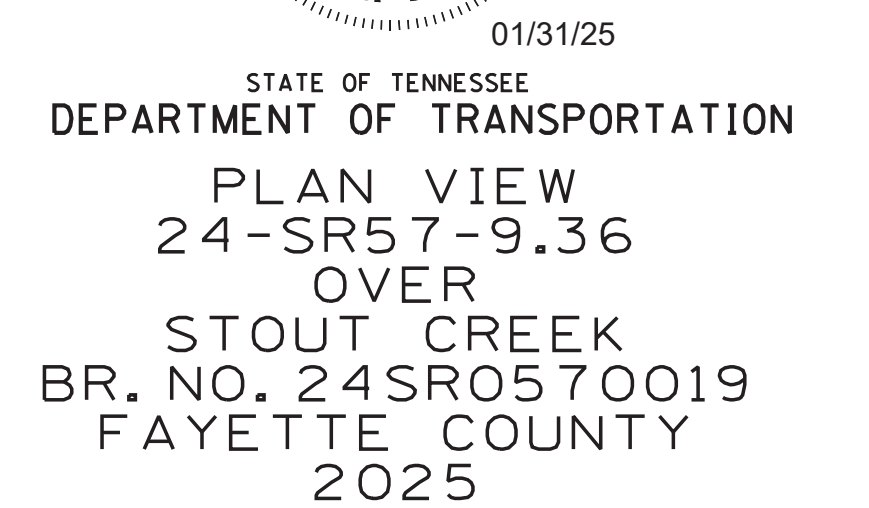 01/31/25
STATE OF TENNESSEE
DEPARTMENT OF TRANSPORTATION
PLAN VIEW
24-SR57-9.36
OVER
STOUT CREEK
BR. NO. 24SR0570019
FAYETTE COUNTY
2025